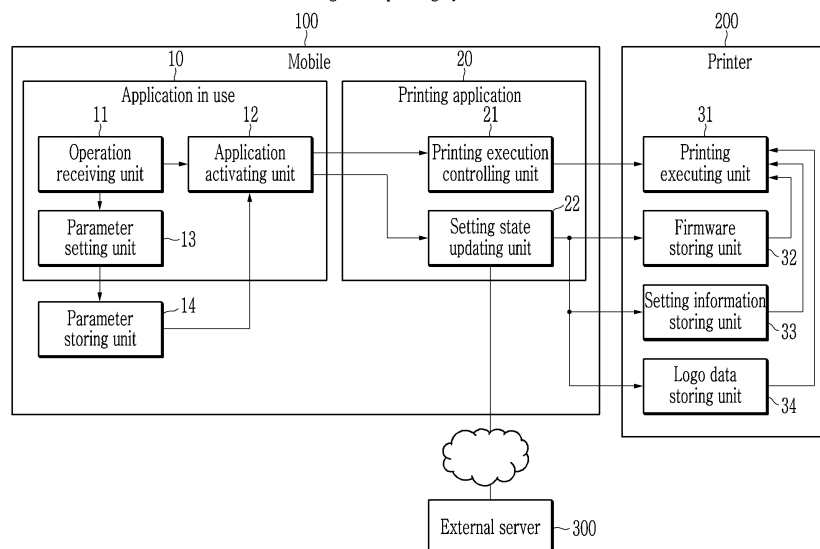 100
200
Mobile
Printer
10
20
Application in use
Printing application
11
12
21
31
Operation
receiving unit
Application
activating unit
Printing execution
controlling unit
Printing
executing unit
22
Parameter
setting unit
13
Setting state
updating unit
Firmware
storing unit
32
Parameter
storing unit
14
Setting information
storing unit
33
Logo data
storing unit
34
External server
300